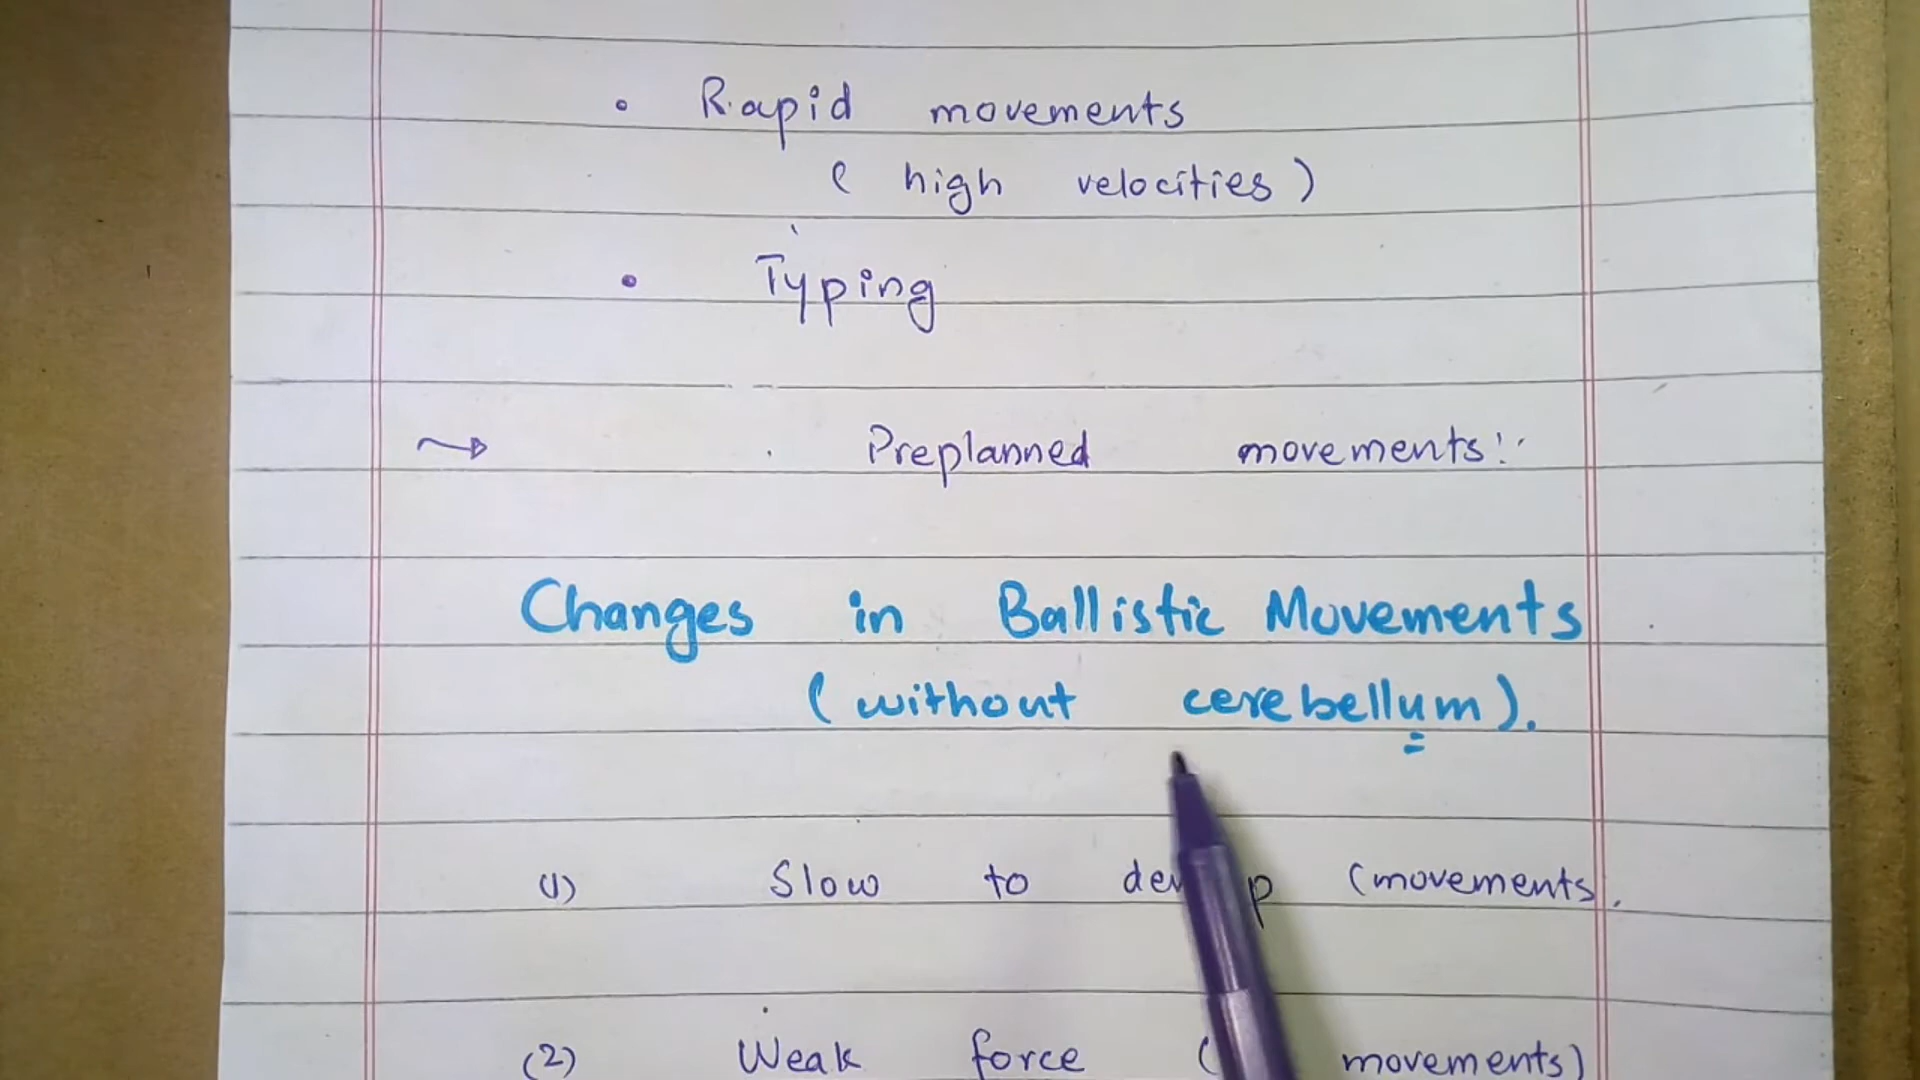 • Rapid movements
( high velocities )
• Typing
Preplanned movements:
Changes in Ballistic Movements
(without cerebellum).
(1) Slow to (movements.
(2) Weak force ( movements)